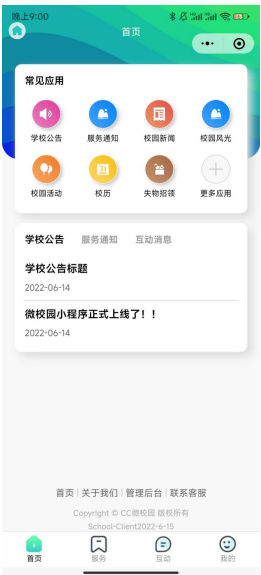 晚上9:00
首页
常见应用
学校公告 服务通知 校园新闻 校园风光
校园活动 校历 失物招领 更多应用
学校公告 服务通知 互动消息
学校公告标题
2022-06-14
微校园小程序正式上线了！！
2022-06-14
首页 | 关于我们 | 管理后台 | 联系客服
Copyright © CC微校园 版权所有
School-Client2022-6-15
首页 服务 互动 我的